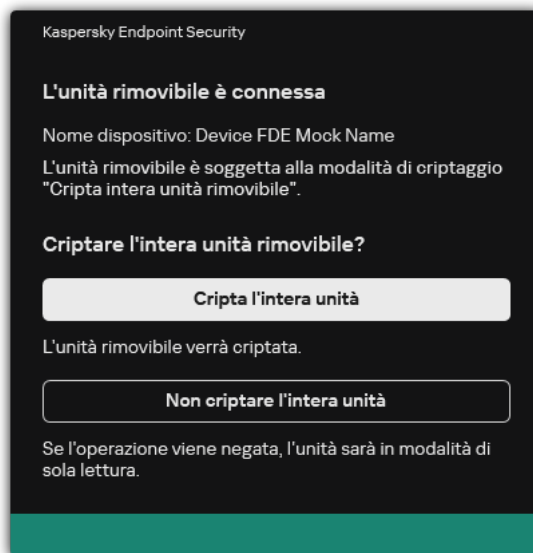 Kaspersky Endpoint Security
L'unità rimovibile è connessa
Nome dispositivo: Device FDE Mock Name
L'unità rimovibile è soggetta alla modalità di criptaggio
"Cripta intera unità rimovibile".
Criptare l'intera unità rimovibile?
Cripta l'intera unità
L'unità rimovibile verrà criptata.
Non criptare l'intera unità
Se l'operazione viene negata, l'unità sarà in modalità di
sola lettura.